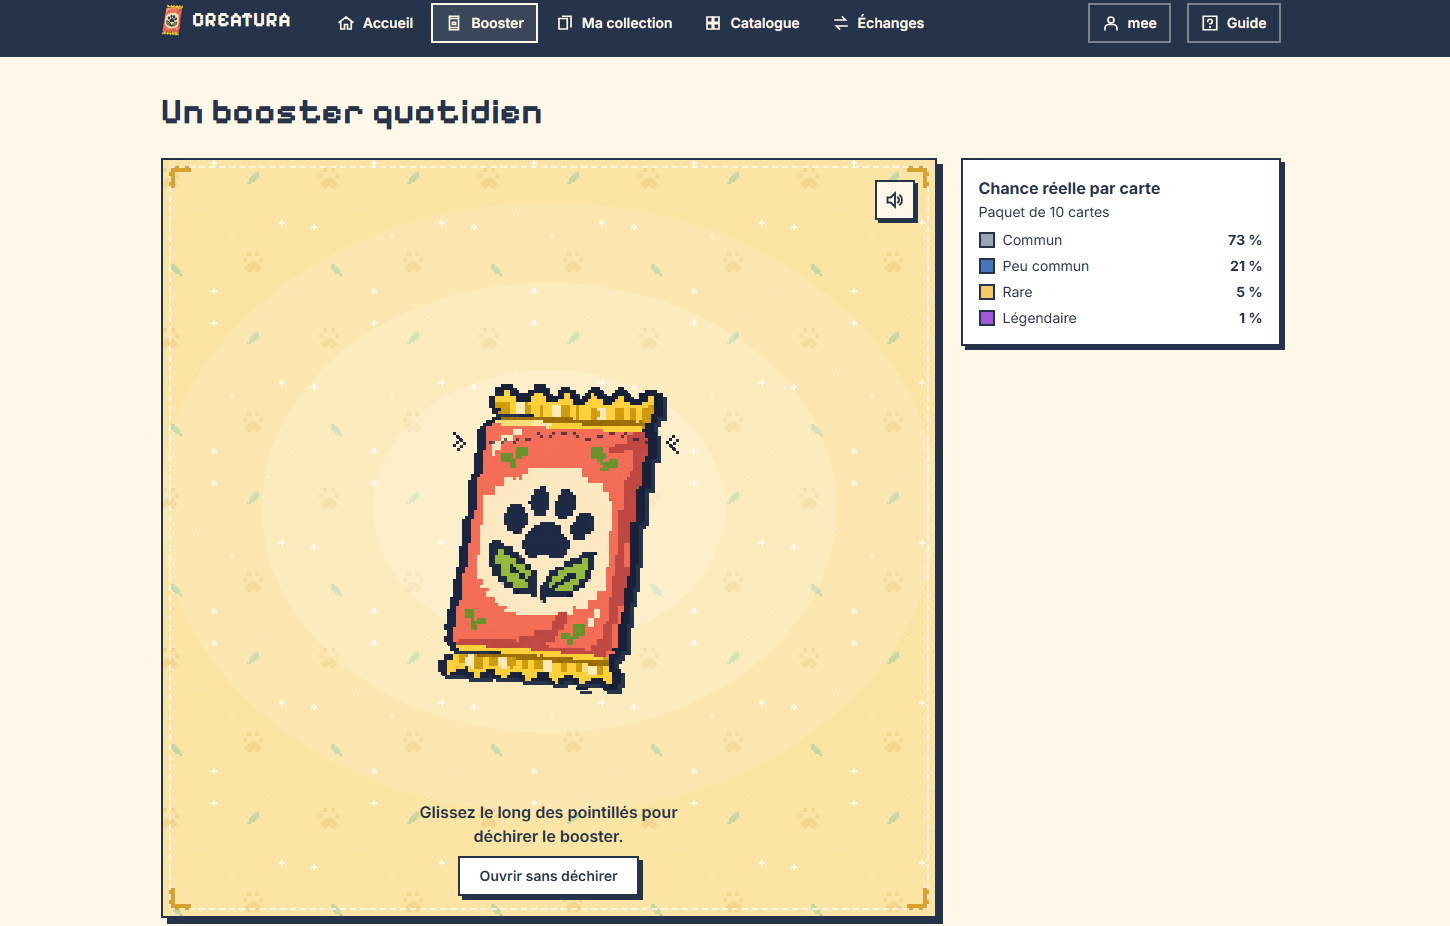 OREATURA
Accueil
Booster
Ma collection
Catalogue
Échanges
mee
Guide
Un booster quotidien
Chance réelle par carte
Paquet de 10 cartes
Commun 73 %
Peu commun 21 %
Rare 5 %
Légendaire 1 %
Glissez le long des pointillés pour
déchirer le booster.
Ouvrir sans déchirer